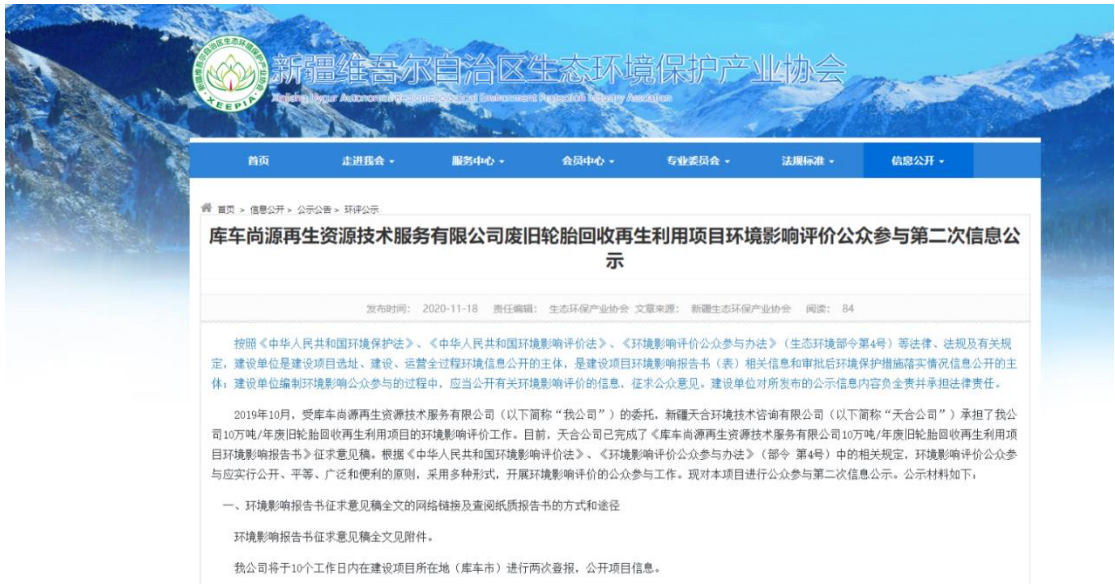 新疆维吾尔自治区生态环境保护产业协会
XEEPIA
首页 走进我会 服务中心 会员中心 专业委员会 法规标准 信息公开
首页 > 信息公开 > 公示公告 > 环评公示
库车尚源再生资源技术服务有限公司废旧轮胎回收再生利用项目环境影响评价公众参与第二次信息公
示
发布时间: 2020-11-18 责任编辑: 生态环保产业协会 文章来源: 新疆生态环保产业协会 阅读: 84
按照《中华人民共和国环境保护法》、《中华人民共和国环境影响评价法》、《环境影响评价公众参与办法》（生态环境部令第4号）等法律、法规及有关规
定，建设单位是建设项目选址、建设、运营全过程环境信息公开的主体，是建设项目环境影响报告书（表）相关信息和审批后环境保护措施落实情况信息公开的主
体；建设单位编制环境影响公众参与的过程中，应当公开有关环境影响评价的信息，征求公众意见。建设单位对所发布的公示信息内容负全责并承担法律责任。
2019年10月，受库车尚源再生资源技术服务有限公司（以下简称“我公司”）的委托，新疆天合环境技术咨询有限公司（以下简称“天合公司”）承担了我公
司10万吨/年废旧轮胎回收再生利用项目的环境影响评价工作。目前，天合公司已完成了《库车尚源再生资源技术服务有限公司10万吨/年废旧轮胎回收再生利用项
目环境影响报告书》征求意见稿。根据《中华人民共和国环境影响评价法》、《环境影响评价公众参与办法》（部令 第4号）中的相关规定，环境影响评价公众参
与应实行公开、平等、广泛和便利的原则，采用多种形式，开展环境影响评价的公众参与工作。现对本项目进行公众参与第二次信息公示。公示材料如下：
一、环境影响报告书征求意见稿全文的网络链接及查阅纸质报告书的方式和途径
环境影响报告书征求意见稿全文见附件。
我公司将于10个工作日内在建设项目所在地（库车市）进行两次登报，公开项目信息。